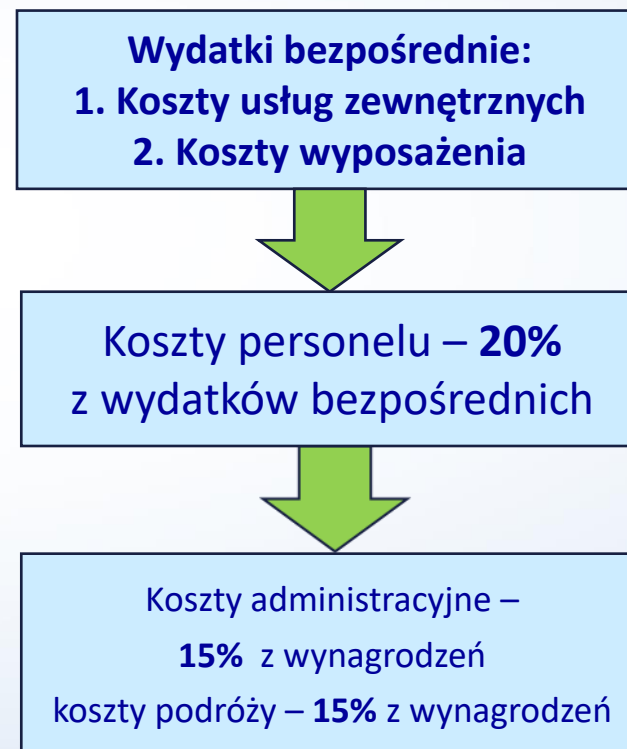 Wydatki bezpośrednie:
1. Koszty usług zewnętrznych
2. Koszty wyposażenia
Koszty personelu – 20%
z wydatków bezpośrednich
Koszty administracyjne –
15% z wynagrodzeń
koszty podróży – 15% z wynagrodzeń